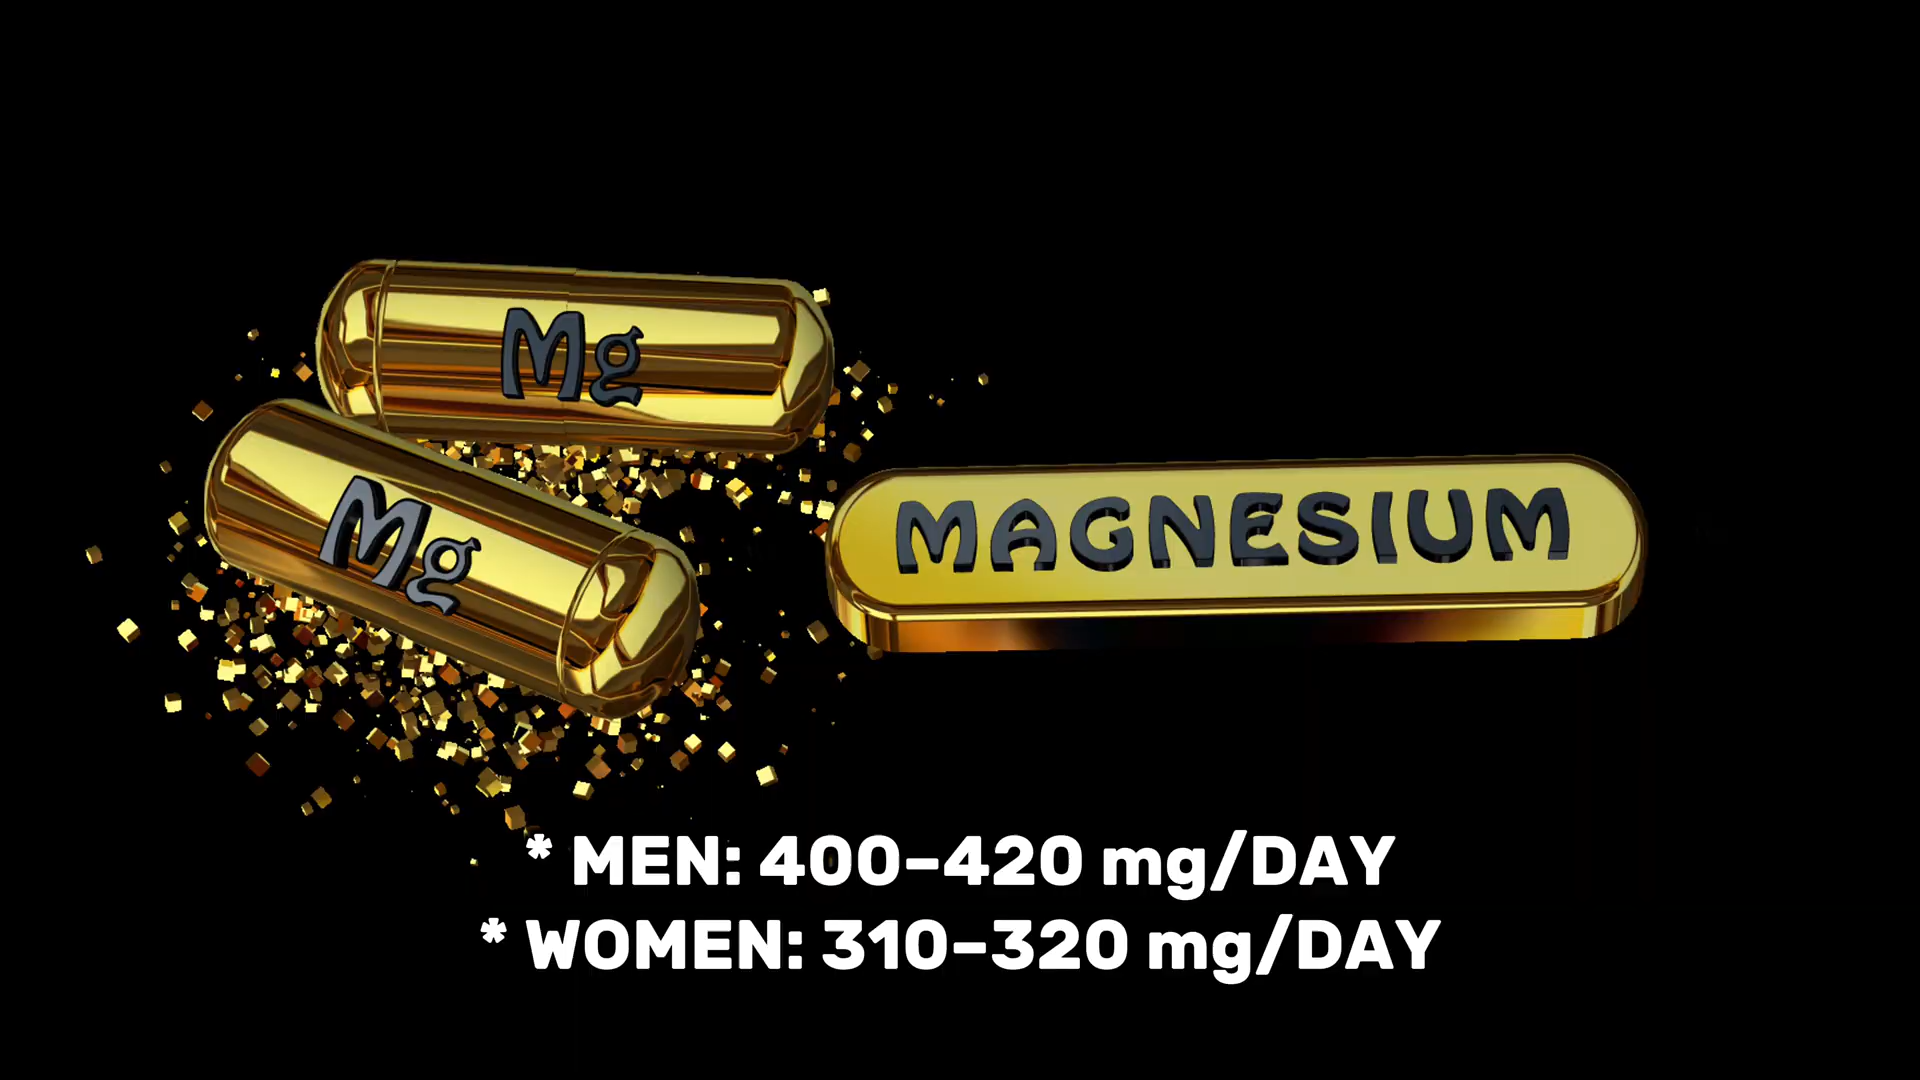 Mg
Mg
MAGNESIUM
* MEN: 400–420 mg/DAY
* WOMEN: 310–320 mg/DAY